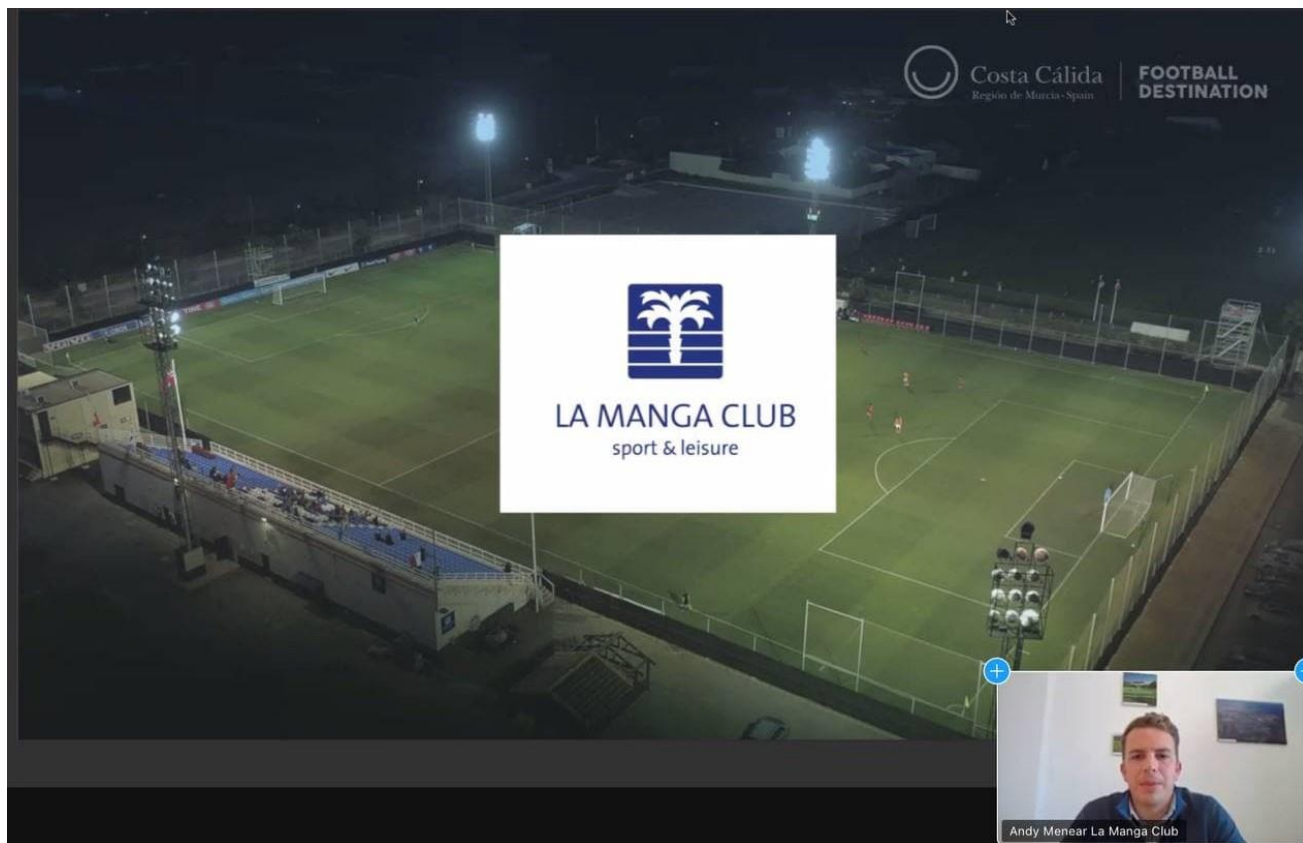 Costa Cálida
Región de Murcia - Spain
FOOTBALL
DESTINATION
LA MANGA CLUB
sport & leisure
Andy Menear La Manga Club